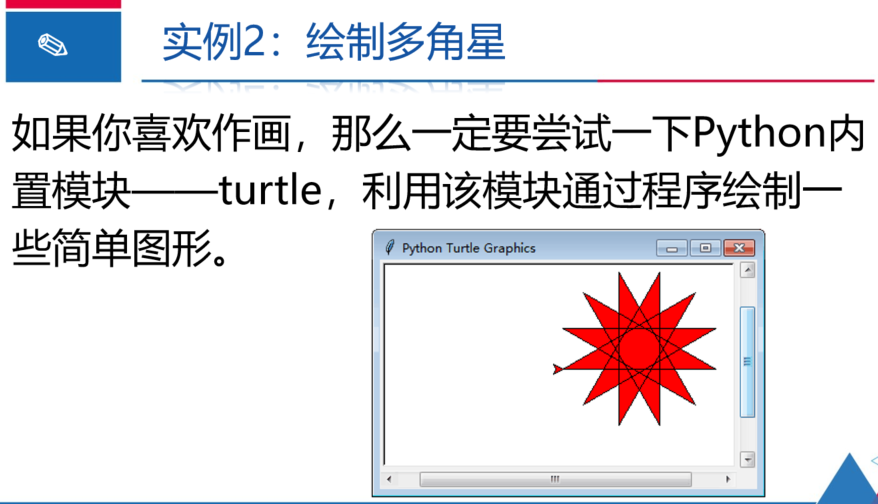 实例2：绘制多角星
如果你喜欢作画，那么一定要尝试一下Python内
置模块——turtle，利用该模块通过程序绘制一
些简单图形。
Python Turtle Graphics